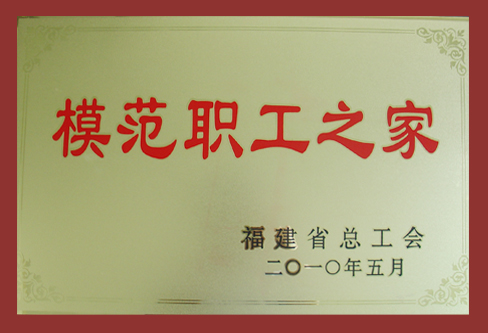 模范职工之家
福建省总工会
二〇一〇年五月